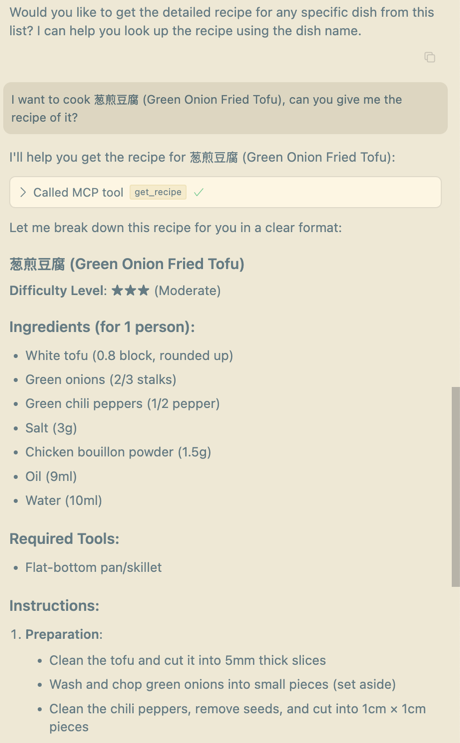 Would you like to get the detailed recipe for any specific dish from this
list? I can help you look up the recipe using the dish name.
I want to cook 葱煎豆腐 (Green Onion Fried Tofu), can you give me the
recipe of it?
I'll help you get the recipe for 葱煎豆腐 (Green Onion Fried Tofu):
Called MCP tool get_recipe
Let me break down this recipe for you in a clear format:
葱煎豆腐 (Green Onion Fried Tofu)
Difficulty Level: ★★★ (Moderate)
Ingredients (for 1 person):
• White tofu (0.8 block, rounded up)
• Green onions (2/3 stalks)
• Green chili peppers (1/2 pepper)
• Salt (3g)
• Chicken bouillon powder (1.5g)
• Oil (9ml)
• Water (10ml)
Required Tools:
• Flat-bottom pan/skillet
Instructions:
1. Preparation:
• Clean the tofu and cut it into 5mm thick slices
• Wash and chop green onions into small pieces (set aside)
• Clean the chili peppers, remove seeds, and cut into 1cm × 1cm
pieces